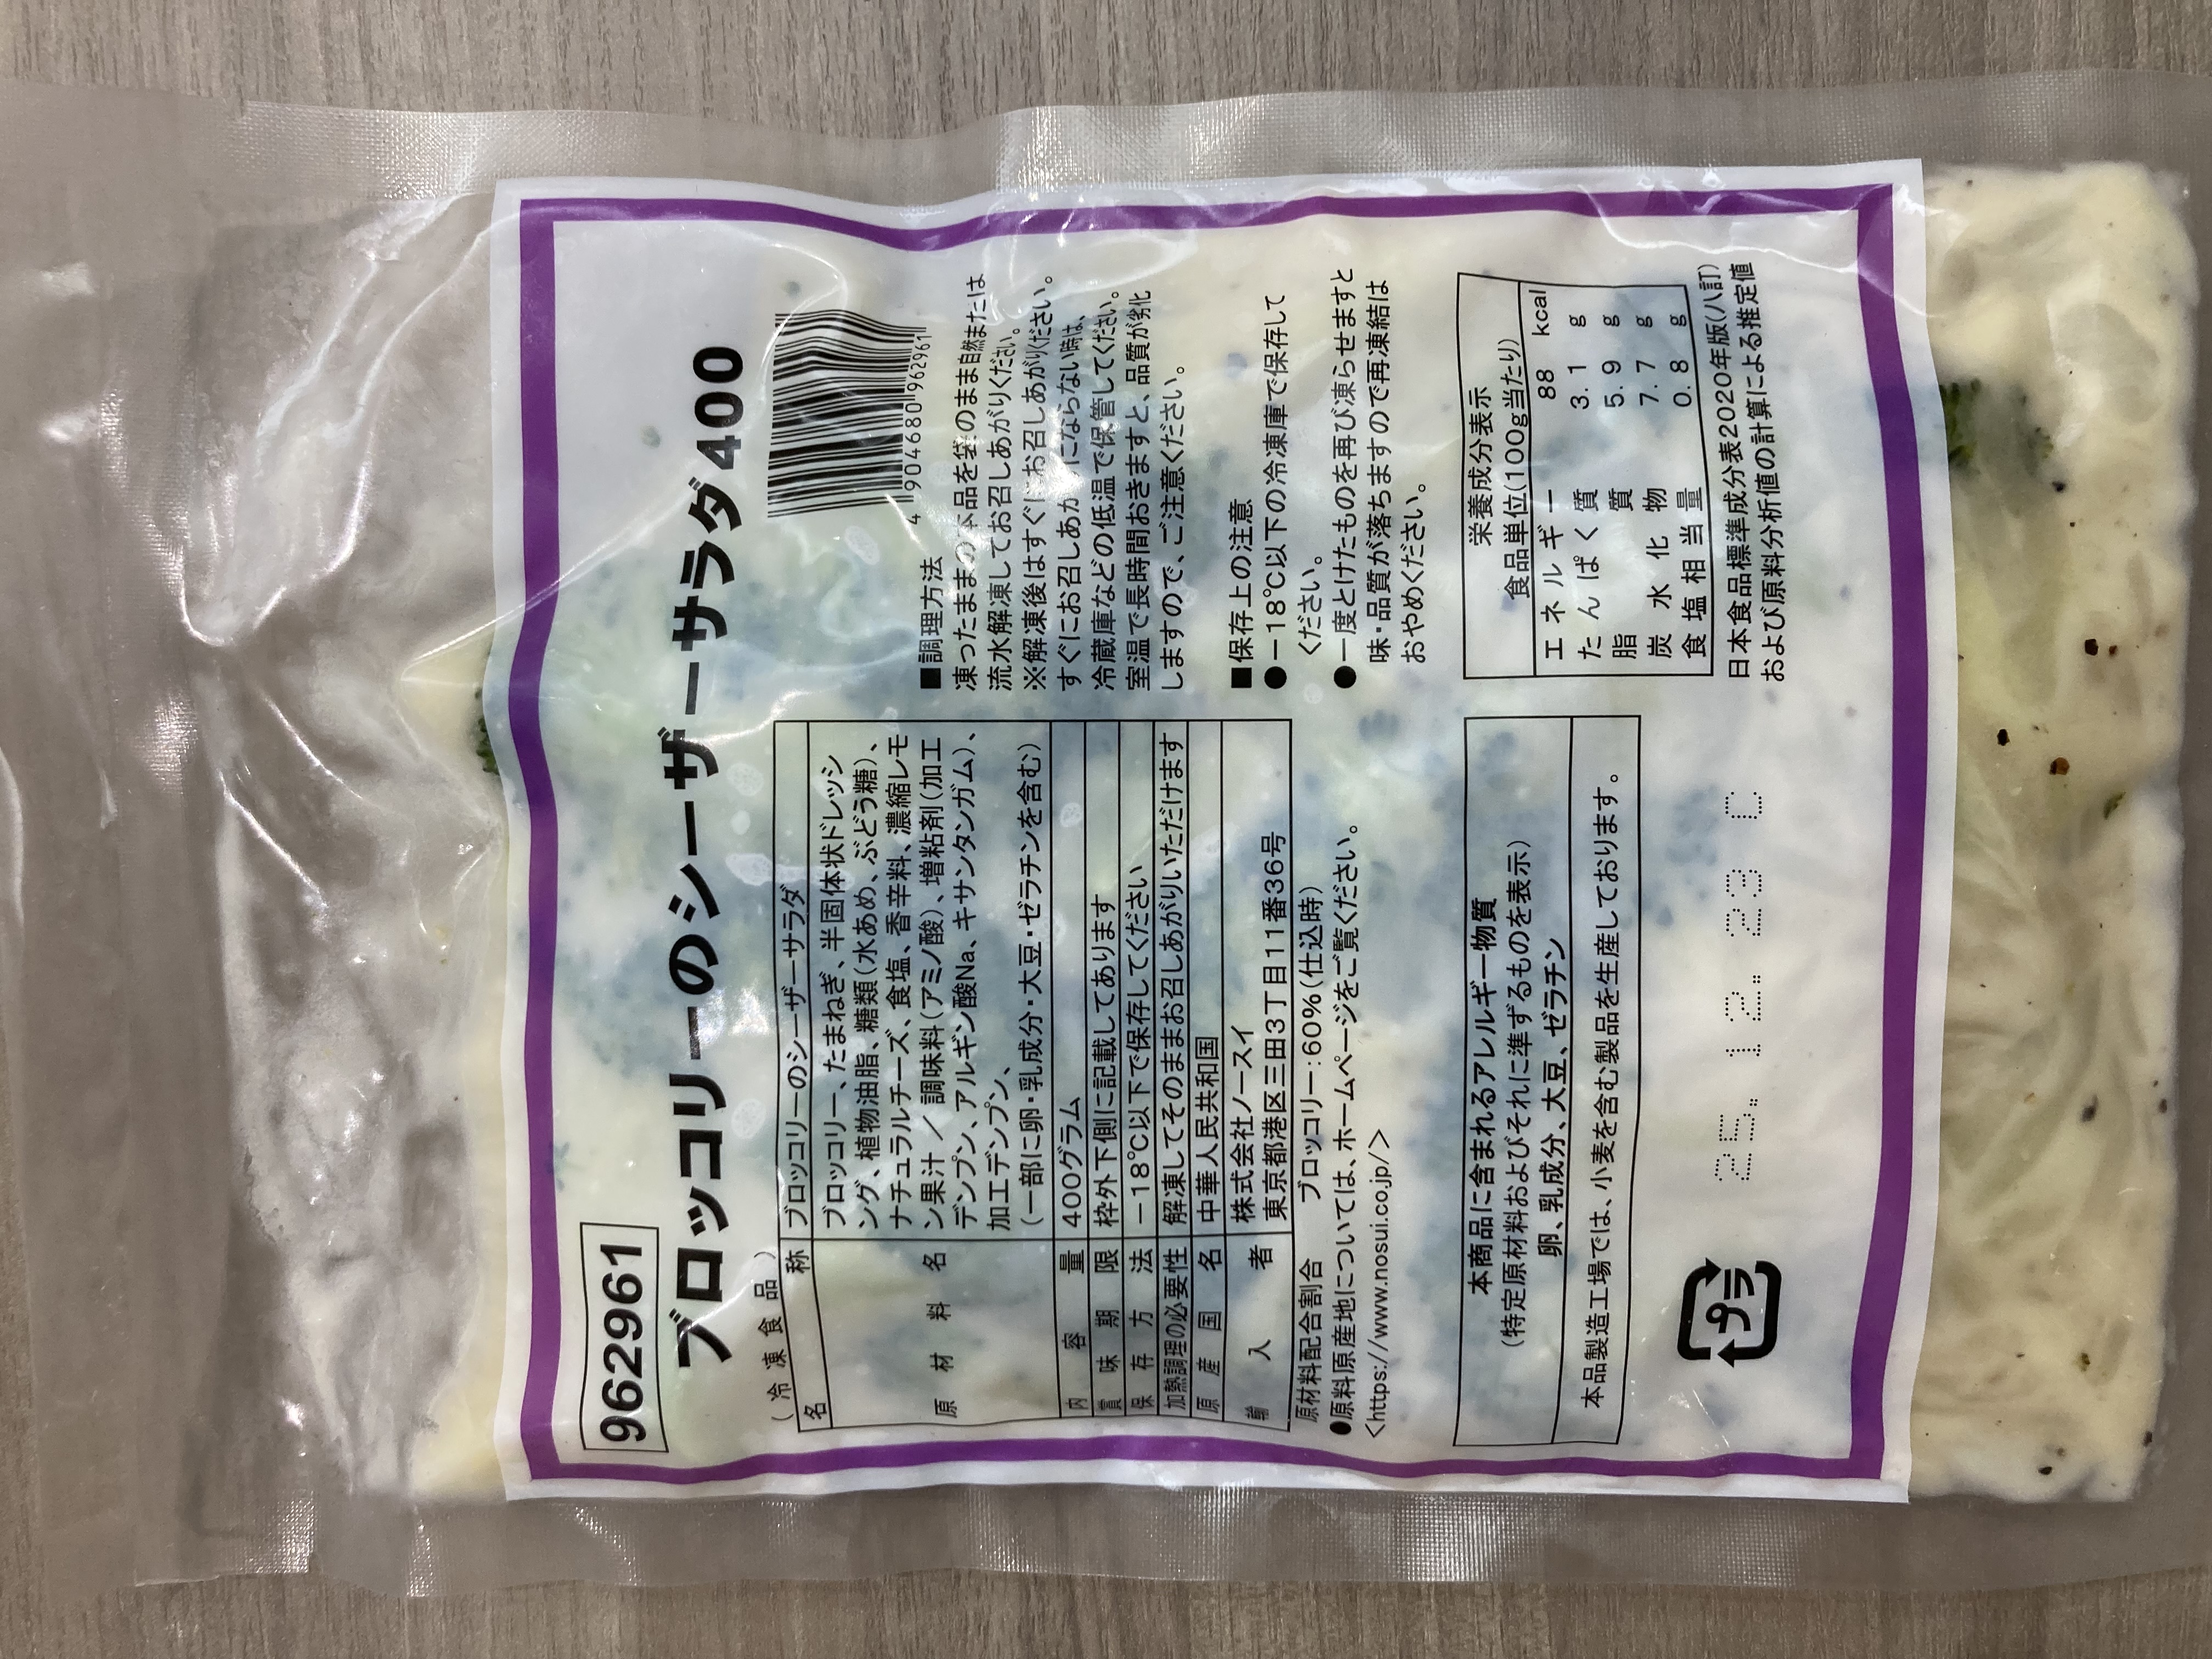 962961
ブロッコリーのシーザーサラダ400
(冷凍食品)
名称 ブロッコリーのシーザーサラダ
原材料名 ブロッコリー、たまねぎ、半固体状ドレッシ
ング、植物油脂、糖類(水あめ、ぶどう糖)、
ナチュラルチーズ、食塩、香辛料、濃縮レモ
ン果汁/調味料(アミノ酸)、増粘剤(加工
デンプン、アルギン酸Na、キサンタンガム)、
加工デンプン、
(一部に卵・乳成分・大豆・ゼラチンを含む)
内容量 400グラム
賞味期限 枠外下側に記載してあります
保存方法 −18℃以下で保存してください
加熱調理の必要性 解凍してそのままお召しあがりいただけます
原産国名 中華人民共和国
輸入者 株式会社ノースイ
東京都港区三田3丁目11番36号
原材料配合割合 ブロッコリー:60%(仕込時)
●原料原産地については、ホームページをご覧ください。
<https://www.nosui.co.jp/>
本商品に含まれるアレルギー物質
(特定原材料およびそれに準ずるものを表示)
卵、乳成分、大豆、ゼラチン
本品製造工場では、小麦を含む製品を生産しております。
プラ
25.12.23 C
4 904680 962961
■調理方法
凍ったままの本品を袋のまま自然または
流水解凍してお召しあがりください。
※解凍後はすぐにお召しあがりください。
すぐにお召しあがりにならない時は、
冷蔵庫などの低温で保管してください。
室温で長時間おきますと、品質が劣化
しますので、ご注意ください。
■保存上の注意
●−18℃以下の冷凍庫で保存して
ください。
●一度とけたものを再び凍らせますと
味・品質が落ちますので再凍結は
おやめください。
栄養成分表示
食品単位(100g当たり)
エネルギー 88 kcal
たんぱく質 3.1 g
脂質 5.9 g
炭水化物 7.7 g
食塩相当量 0.8 g
日本食品標準成分表2020年版(八訂)
および原料分析値の計算による推定値